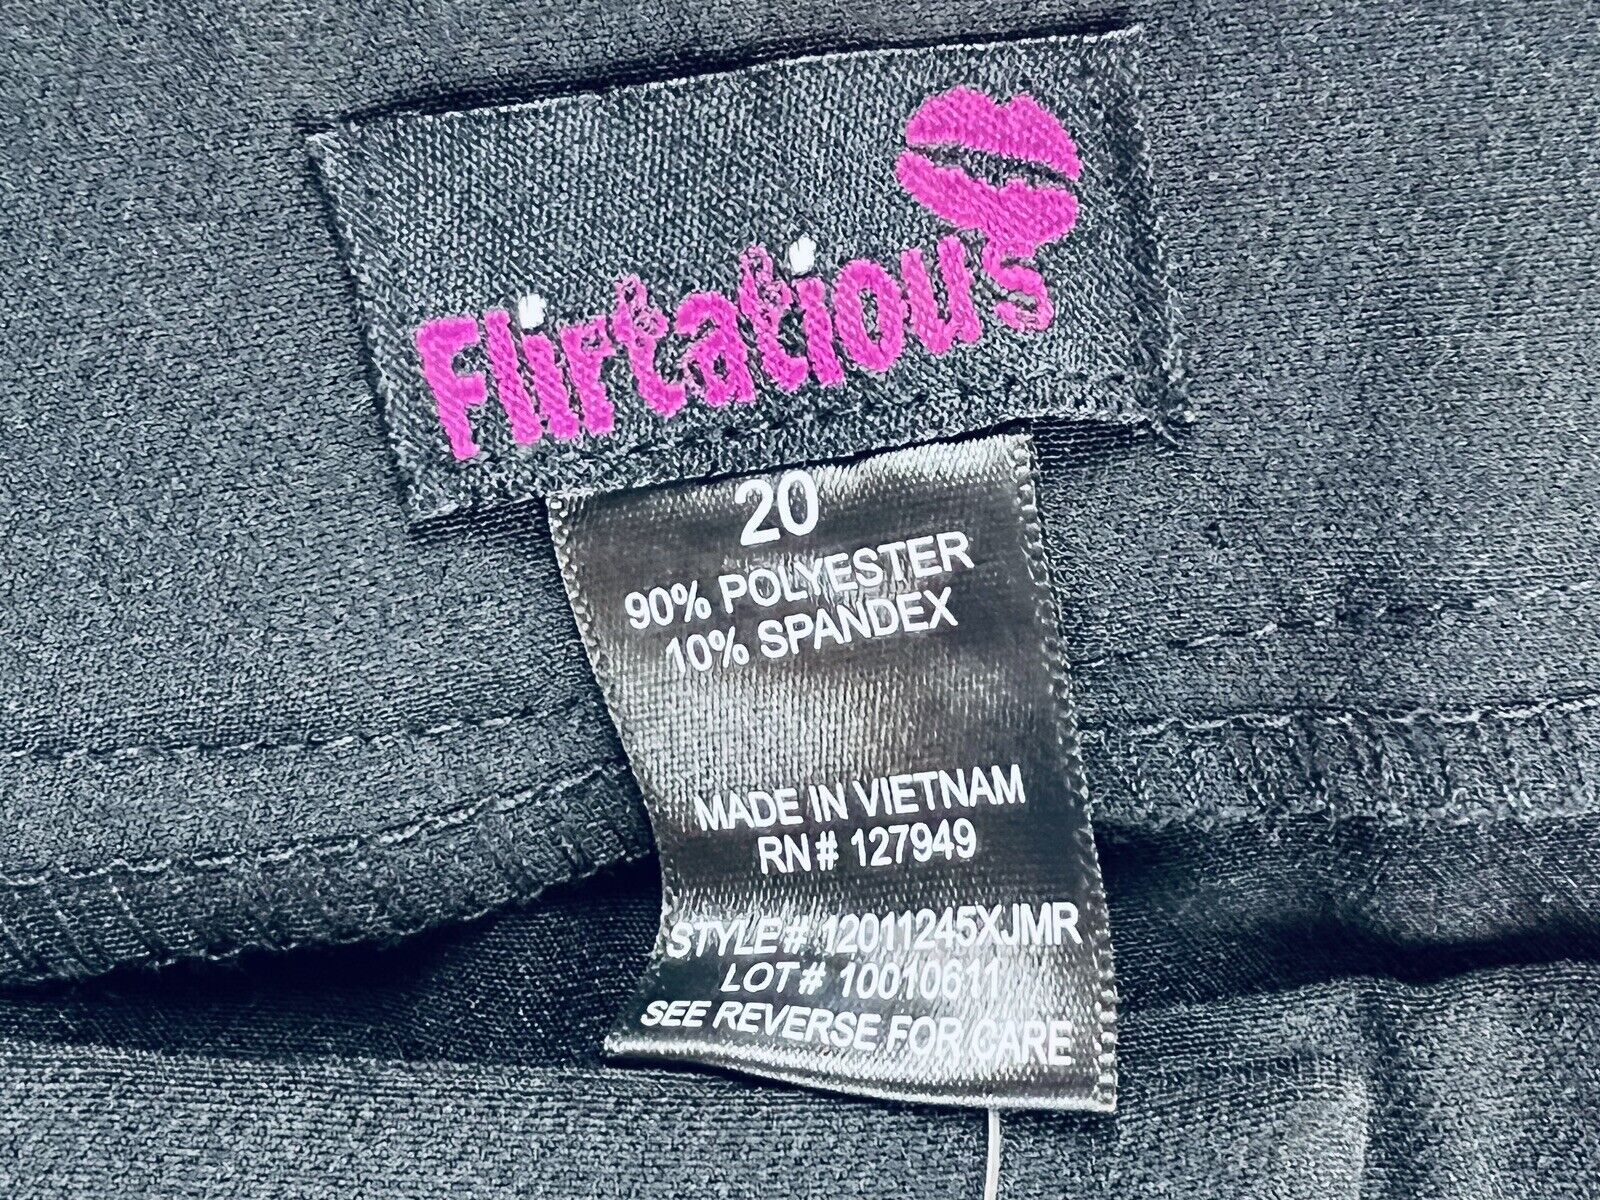 Flirtatious
20
90% POLYESTER
10% SPANDEX
MADE IN VIETNAM
RN# 127949
STYLE# 12011245XJMR
LOT# 10010611
SEE REVERSE FOR CARE